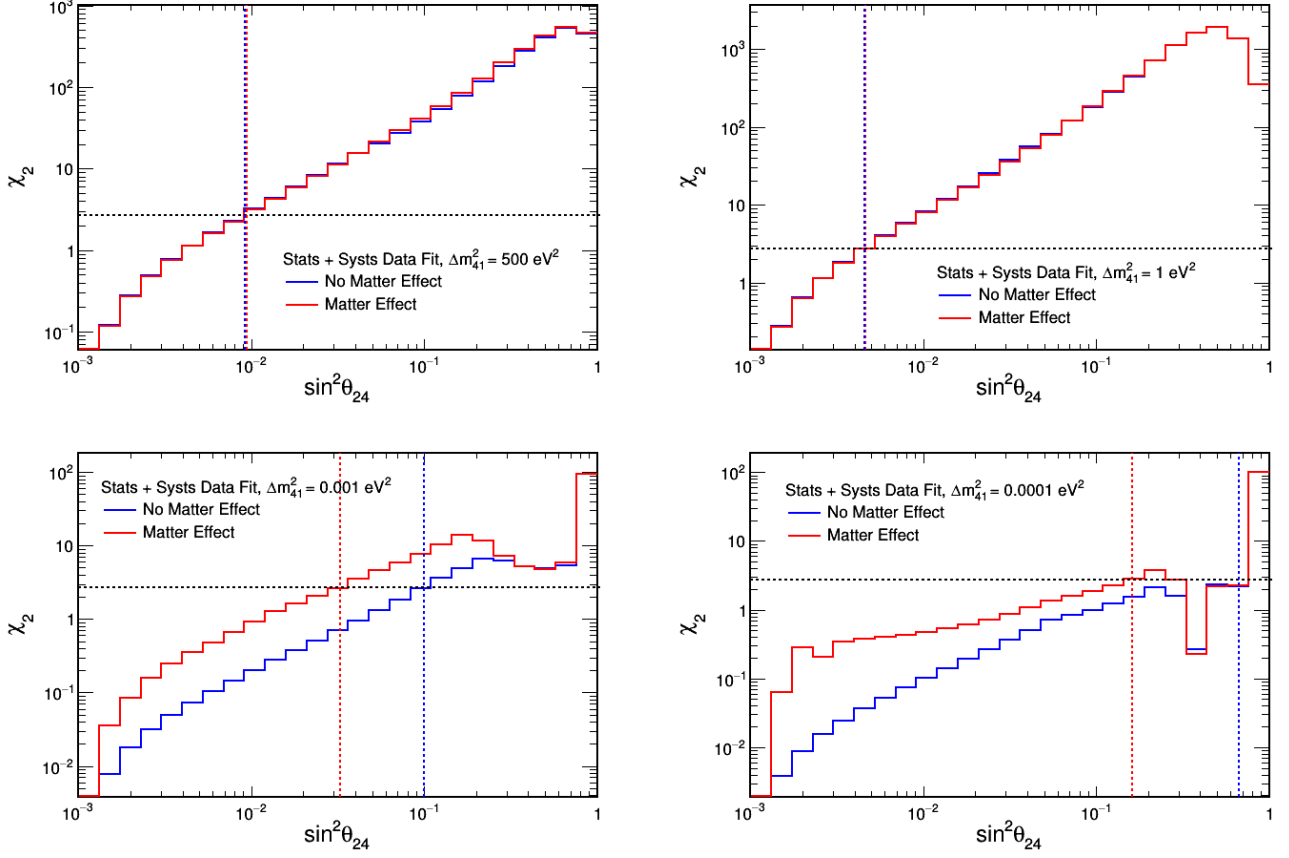 10³
10²
10
1
10⁻¹
χ₂
Stats + Systs Data Fit, Δm²₄₁ = 500 eV²
No Matter Effect
Matter Effect
10⁻³ 10⁻² 10⁻¹ 1
sin²θ₂₄
10³
10²
10
1
χ₂
Stats + Systs Data Fit, Δm²₄₁ = 1 eV²
No Matter Effect
Matter Effect
10⁻³ 10⁻² 10⁻¹ 1
sin²θ₂₄
10²
10
1
10⁻¹
10⁻²
χ₂
Stats + Systs Data Fit, Δm²₄₁ = 0.001 eV²
No Matter Effect
Matter Effect
10⁻³ 10⁻² 10⁻¹ 1
sin²θ₂₄
10²
10
1
10⁻¹
10⁻²
χ₂
Stats + Systs Data Fit, Δm²₄₁ = 0.0001 eV²
No Matter Effect
Matter Effect
10⁻³ 10⁻² 10⁻¹ 1
sin²θ₂₄